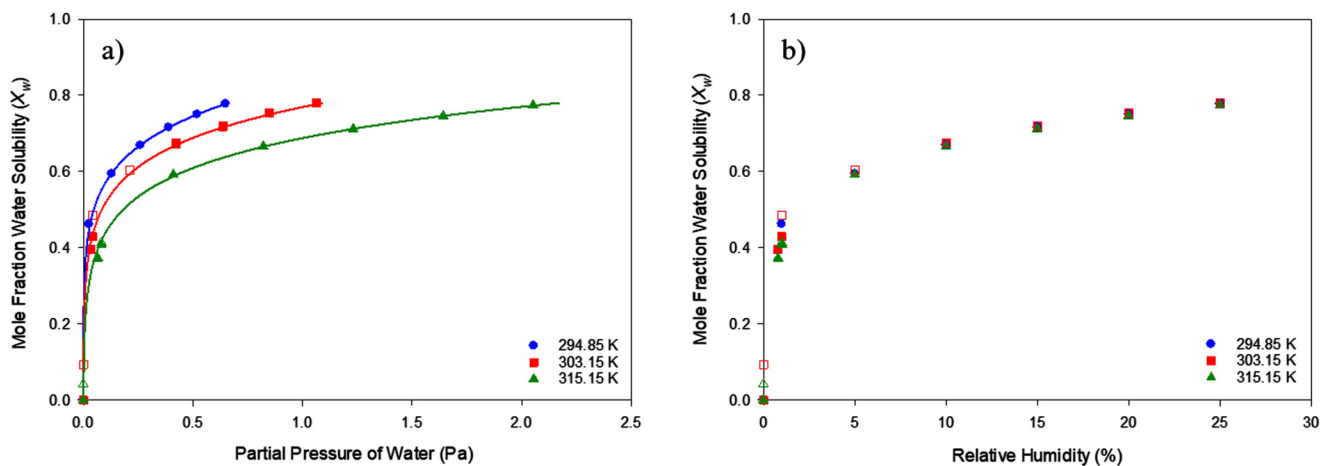 a)
1.0
0.8
0.6
0.4
0.2
0.0
Mole Fraction Water Solubility (Xw)
294.85 K
303.15 K
315.15 K
0.0 0.5 1.0 1.5 2.0 2.5
Partial Pressure of Water (Pa)
b)
1.0
0.8
0.6
0.4
0.2
0.0
Mole Fraction Water Solubility (Xw)
294.85 K
303.15 K
315.15 K
0 5 10 15 20 25 30
Relative Humidity (%)